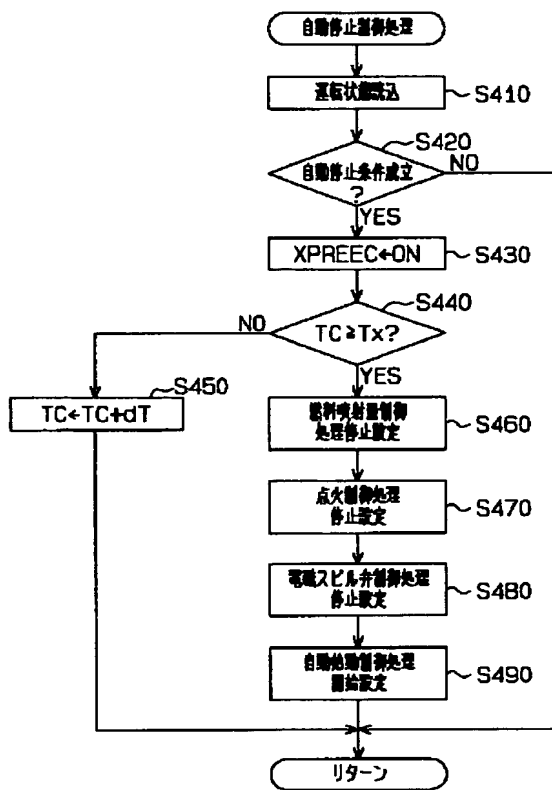 自動停止制御処理
運転状態読込
S410
S420
自動停止条件成立
?
NO
YES
XPREEC←ON
S430
S440
TC≧Tx?
NO
YES
S450
TC←TC+dT
燃料噴射量制御
処理停止設定
S460
点火制御処理
停止設定
S470
電磁スピル弁制御処理
停止設定
S480
自動始動制御処理
開始設定
S490
リターン